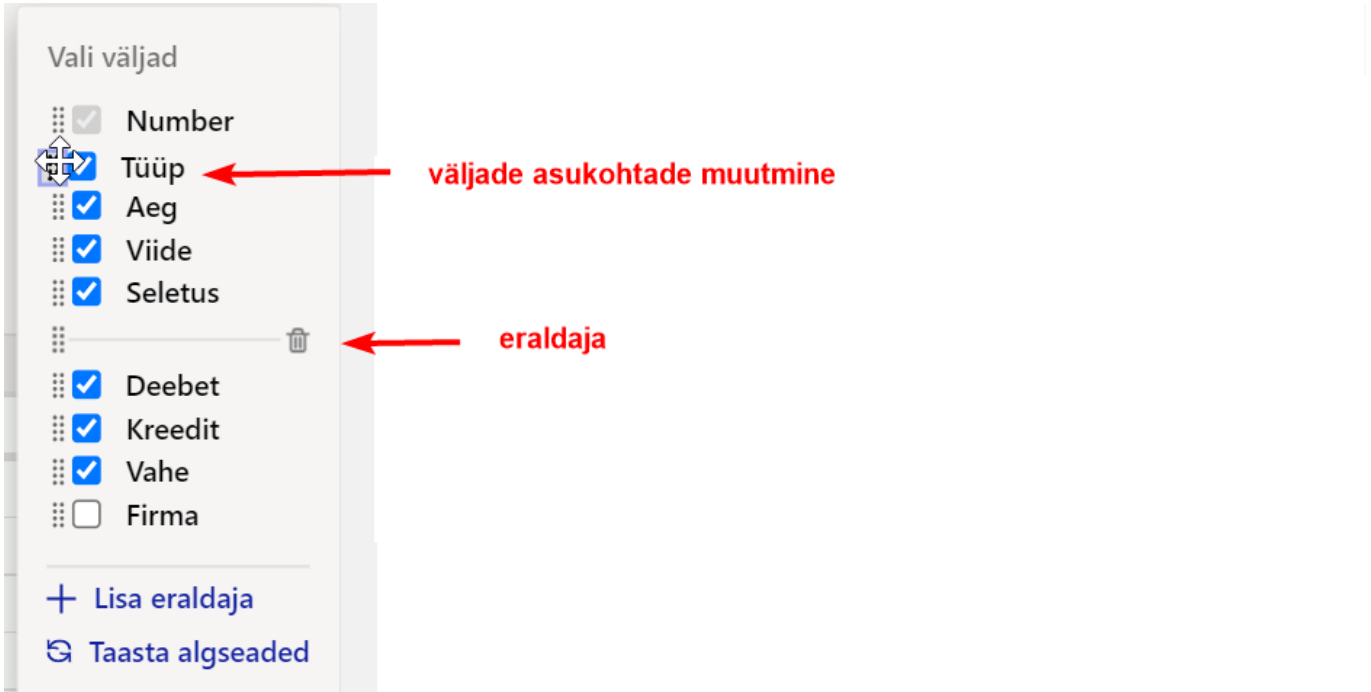 Vali väljad
Number
Tüüp
väljade asukohtade muutmine
Aeg
Viide
Seletus
eraldaja
Deebet
Kreedit
Vahe
Firma
Lisa eraldaja
Taasta algseaded